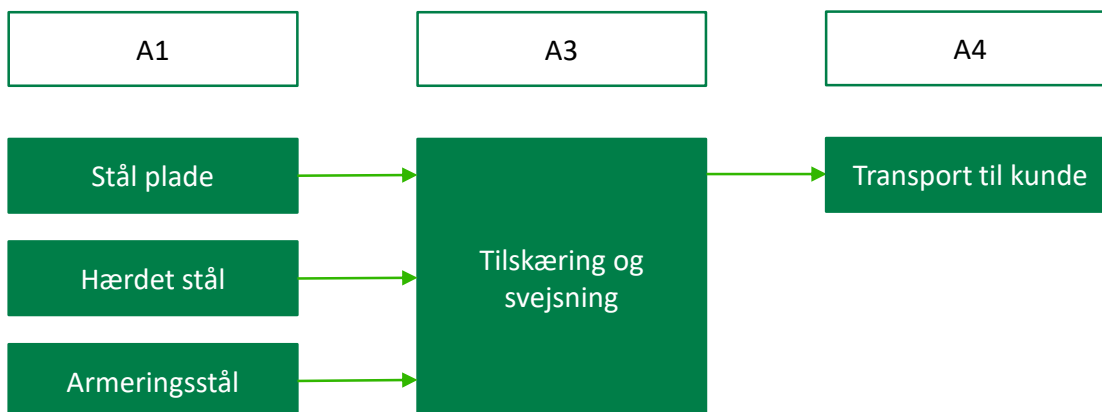 A1
A3
A4
Stål plade
Transport til kunde
Hærdet stål
Tilskæring og
svejsning
Armeringsstål